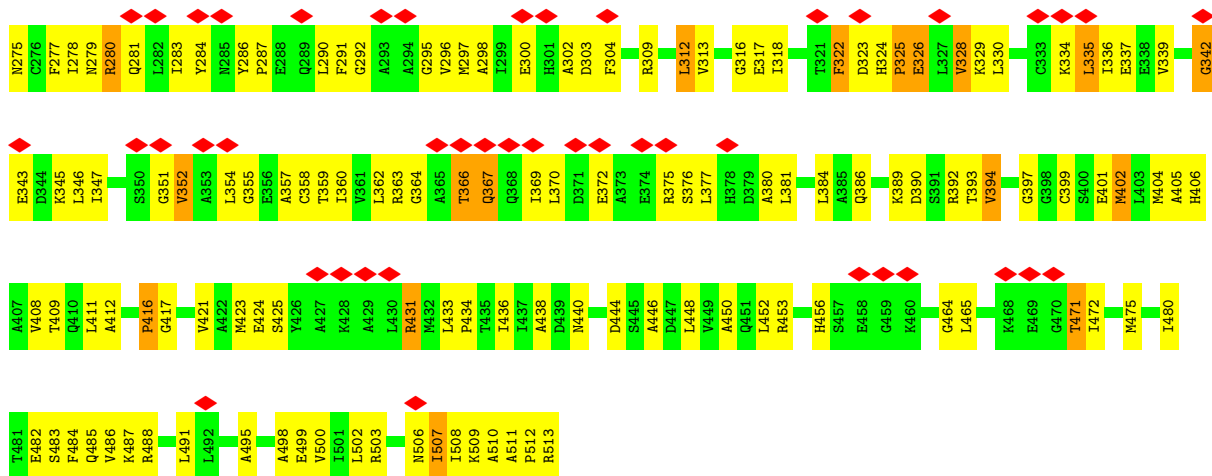 N275 C276 F277 I278 N279 R280 Q281 L282 I283 Y284 N285 Y286 P287 E288 Q289 L290 F291 G292 A293 A294 G295 V296 M297 A298 I299 E300 H301 A302 D303 F304 R309 L312 V313 G316 E317 I318 T321 F322 D323 H324 P325 E326 L327 V328 K329 L330 C333 K334 L335 I336 E337 E338 V339 G342
E343 D344 K345 L346 I347 S350 G351 V352 A353 L354 G355 E356 A357 C358 T359 I360 V361 L362 R363 G364 A365 T366 Q367 Q368 I369 L370 D371 E372 A373 E374 R375 S376 L377 H378 D379 A380 L381 L384 A385 Q386 K389 D390 S391 R392 T393 V394 G397 G398 C399 S400 E401 M402 L403 M404 A405 H406
A407 V408 T409 Q410 L411 A412 P416 G417 V421 A422 M423 E424 S425 Y426 A427 K428 A429 L430 R431 M432 L433 P434 T435 I436 I437 A438 D439 N440 D444 S445 A446 D447 L448 V449 A450 Q451 L452 R453 H456 S457 E458 G459 K460 G464 L465 K468 E469 G470 T471 I472 M475 I480
T481 E482 S483 F484 Q485 V486 K487 R488 L491 L492 A495 A498 E499 V500 I501 L502 R503 N506 I507 I508 K509 A510 A511 P512 R513